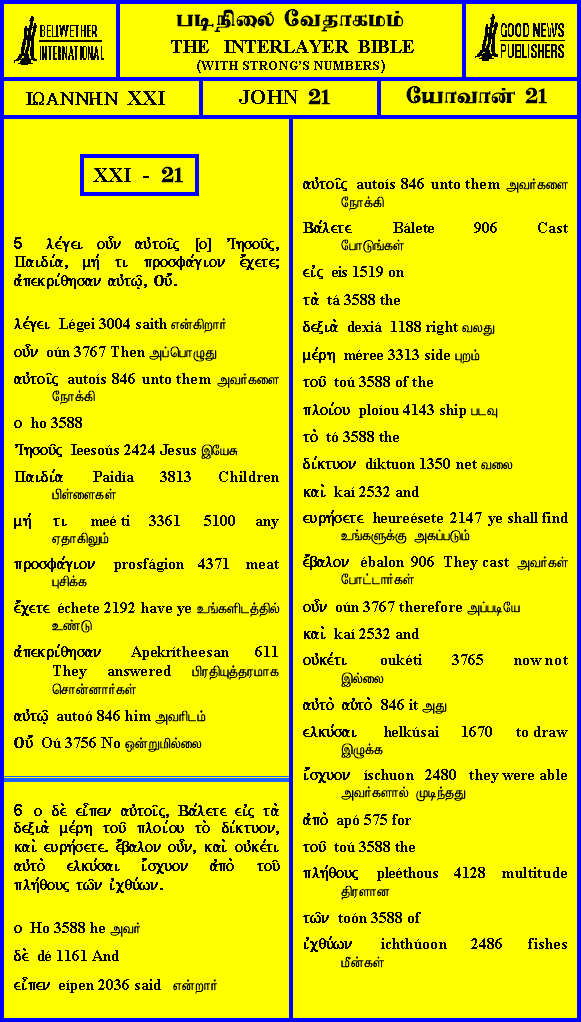 BELLWETHER
INTERNATIONAL
படிநிலை வேதாகமம்
THE INTERLAYER BIBLE
(WITH STRONG'S NUMBERS)
GOOD NEWS
PUBLISHERS
ΙΩΑΝΝΗΝ XXI
JOHN 21
யோவான் 21
XXI - 21
5 λέγει οὖν αὐτοῖς [ο] Ἰησοῦς,
Παιδία, μή τι προσφάγιον ἔχετε;
ἀπεκρίθησαν αὐτῷ, Οὔ.
λέγει Légei 3004 saith என்கிறார்
οὖν oún 3767 Then அப்பொழுது
αὐτοῖς autoís 846 unto them அவர்களை
நோக்கி
ο ho 3588
Ἰησοῦς Ieesoús 2424 Jesus இயேசு
Παιδία Paidía 3813 Children
பிள்ளைகள்
μή τι meé ti 3361 5100 any
ஏதாகிலும்
προσφάγιον prosfágion 4371 meat
புசிக்க
ἔχετε échete 2192 have ye உங்களிடத்தில்
உண்டு
ἀπεκρίθησαν Apekrítheesan 611
They answered பிரதியுத்தரமாக
சொன்னார்கள்
αὐτῷ autoó 846 him அவரிடம்
Οὔ Oú 3756 No ஒன்றுமில்லை
6 ο δὲ εἶπεν αὐτοῖς, Βάλετε εἰς τὰ
δεξιὰ μέρη τοῦ πλοίου τὸ δίκτυον,
καὶ ευρήσετε. ἔβαλον οὖν, καὶ οὐκέτι
αὐτὸ ελκύσαι ἴσχυον ἀπὸ τοῦ
πλήθους τῶν ἰχθύων.
ο Ho 3588 he அவர்
δὲ dé 1161 And
εἶπεν eípen 2036 said என்றார்
αὐτοῖς autoís 846 unto them அவர்களை
நோக்கி
Βάλετε Bálete 906 Cast
போடுங்கள்
εἰς eis 1519 on
τὰ tá 3588 the
δεξιὰ dexiá 1188 right வலது
μέρη méree 3313 side புறம்
τοῦ toú 3588 of the
πλοίου ploíou 4143 ship படவு
τὸ tó 3588 the
δίκτυον díktuon 1350 net வலை
καὶ kaí 2532 and
ευρήσετε heureésete 2147 ye shall find
உங்களுக்கு அகப்படும்
ἔβαλον ébalon 906 They cast அவர்கள்
போட்டார்கள்
οὖν oún 3767 therefore அப்படியே
καὶ kaí 2532 and
οὐκέτι oukéti 3765 now not
இல்லை
αὐτὸ αὐτὸ 846 it அது
ελκύσαι helkúsai 1670 to draw
இழுக்க
ἴσχυον íschuon 2480 they were able
அவர்களால் முடிந்தது
ἀπὸ apó 575 for
τοῦ toú 3588 the
πλήθους pleéthous 4128 multitude
திரளான
τῶν toón 3588 of
ἰχθύων ichthúoon 2486 fishes
மீன்கள்